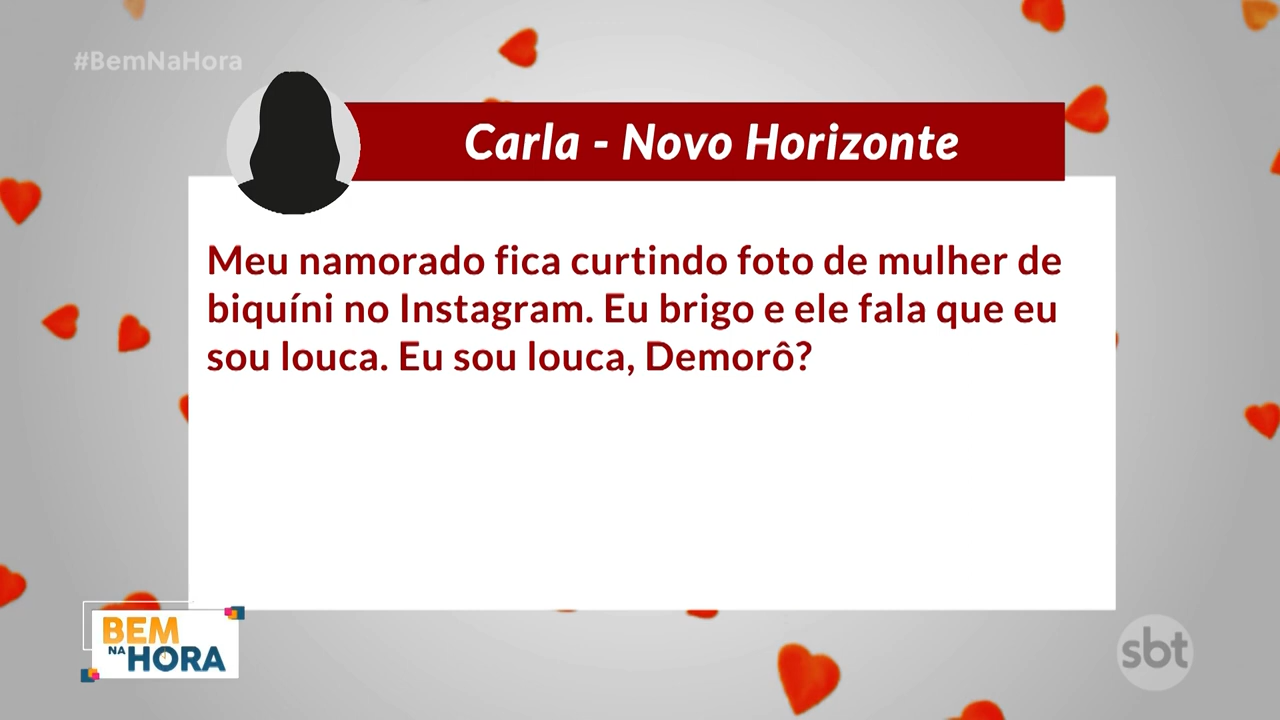 #BemNaHora
Carla - Novo Horizonte
Meu namorado fica curtindo foto de mulher de
biquíni no Instagram. Eu brigo e ele fala que eu
sou louca. Eu sou louca, Demorô?
BEM
NA HORA
sbt